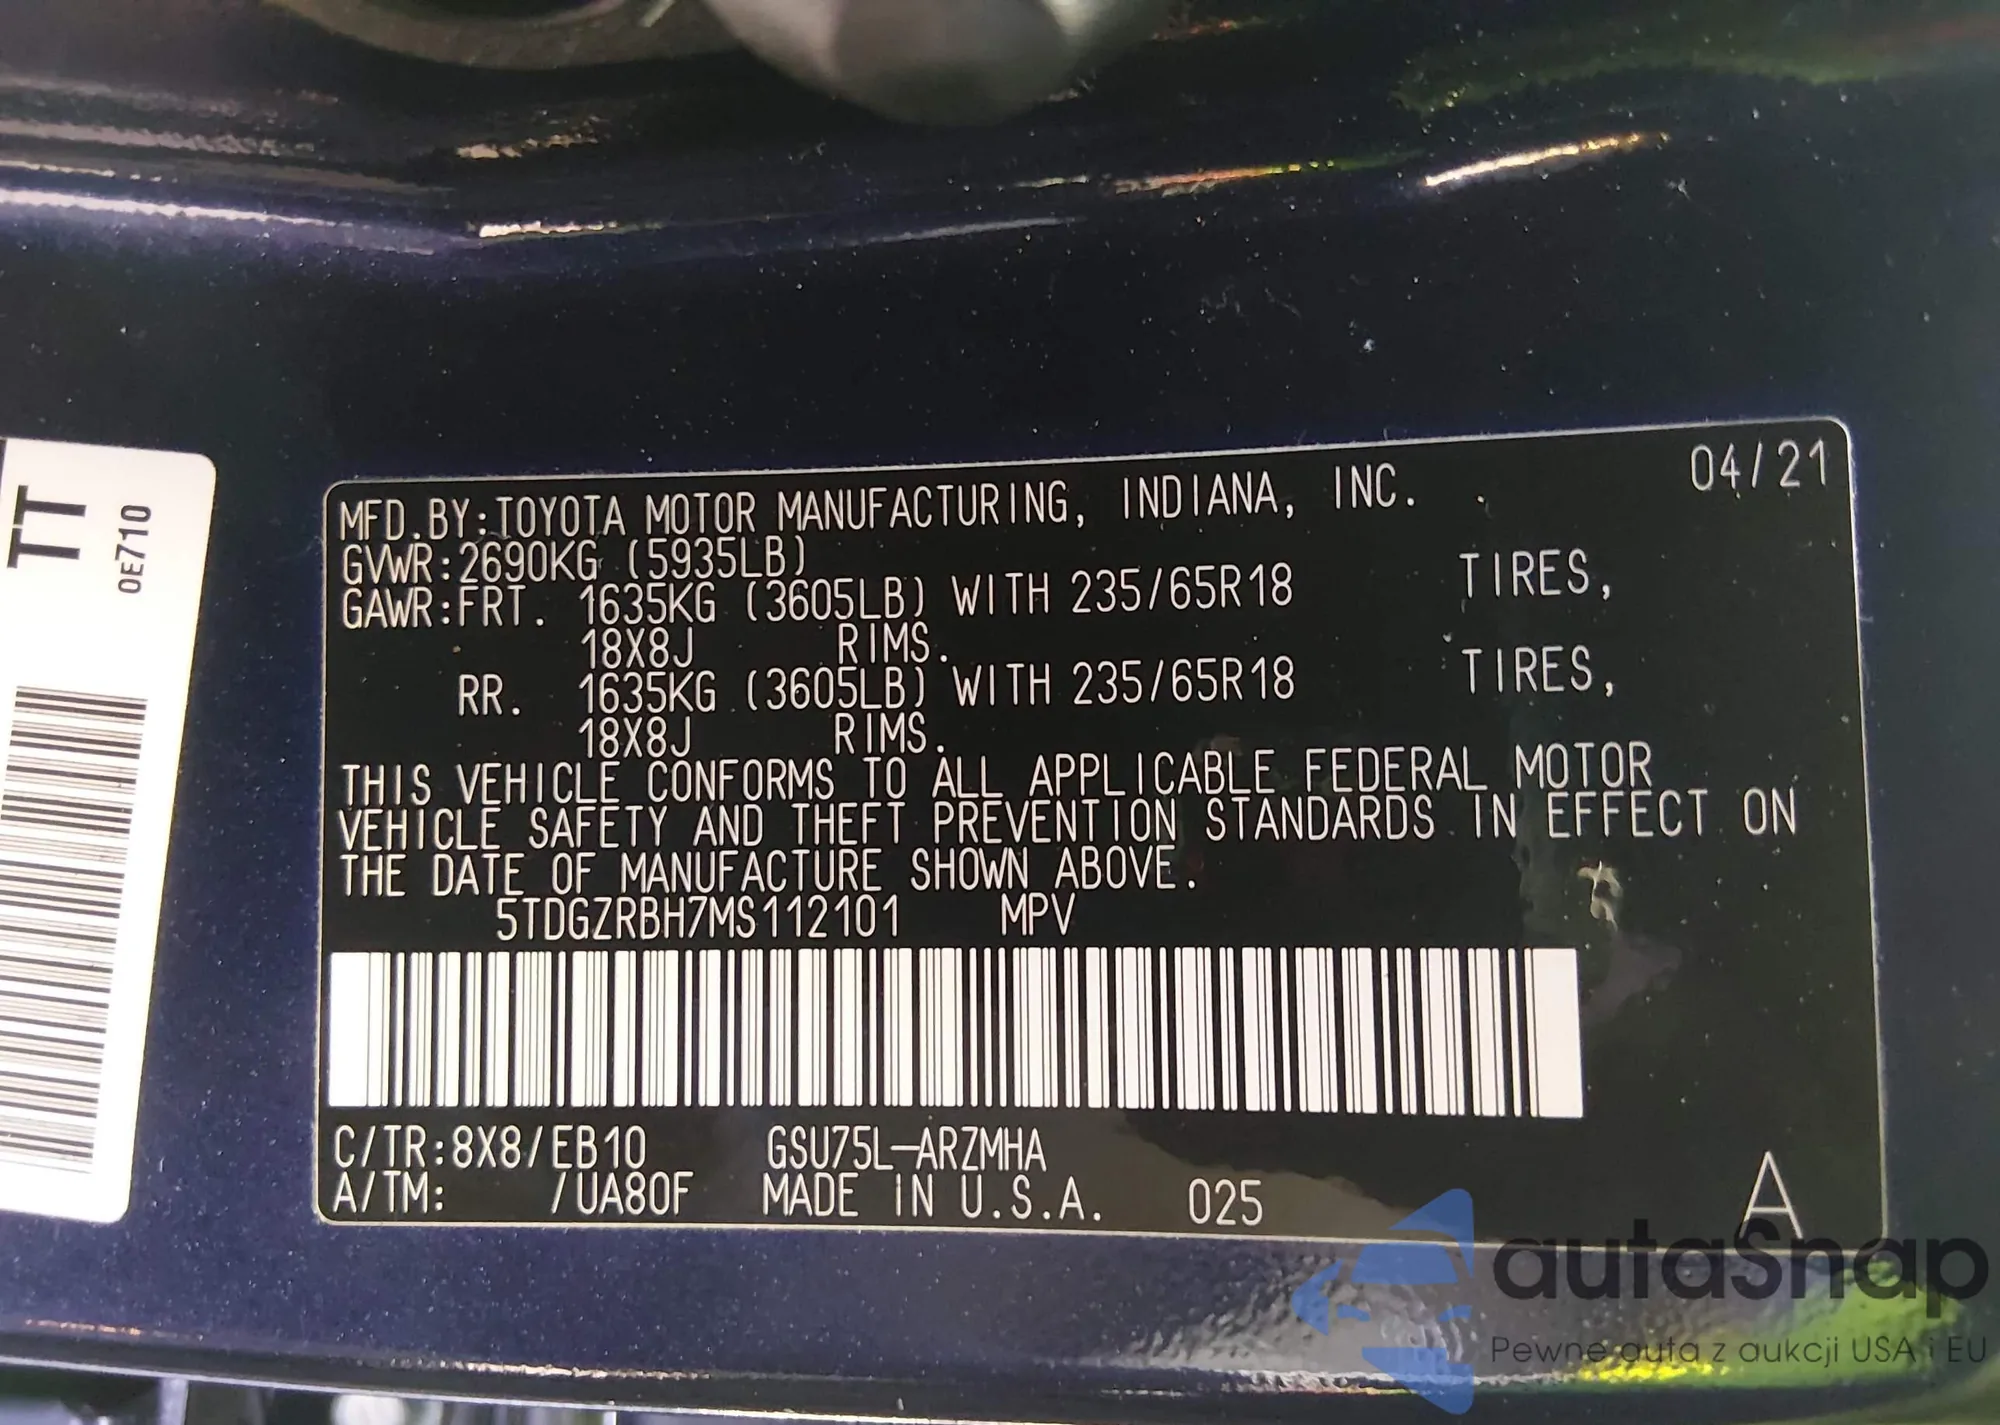 TT
0E710
MFD.BY:TOYOTA MOTOR MANUFACTURING, INDIANA, INC. 04/21
GVWR:2690KG (5935LB)
GAWR:FRT. 1635KG (3605LB) WITH 235/65R18 TIRES,
18X8J RIMS.
RR. 1635KG (3605LB) WITH 235/65R18 TIRES,
18X8J RIMS.
THIS VEHICLE CONFORMS TO ALL APPLICABLE FEDERAL MOTOR
VEHICLE SAFETY AND THEFT PREVENTION STANDARDS IN EFFECT ON
THE DATE OF MANUFACTURE SHOWN ABOVE.
5TDGZRBH7MS112101 MPV
C/TR:8X8/EB10 GSU75L-ARZMHA
A/TM: /UA80F MADE IN U.S.A. 025 A
autaSnap
Pewne auta z aukcji USA i EU